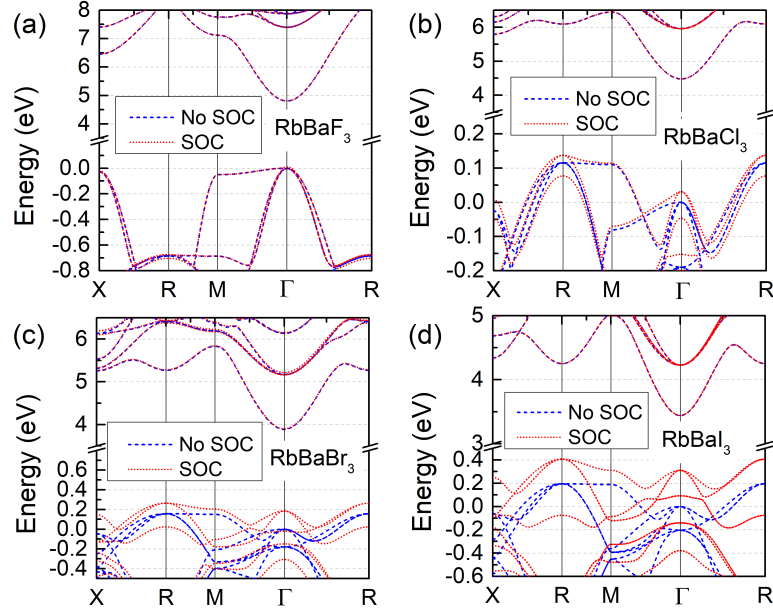 (a)
8
7
6
5
4
0.0
-0.2
-0.4
-0.6
-0.8
Energy (eV)
No SOC
SOC
RbBaF3
X R M Γ R
(b)
6
5
4
0.2
0.1
0.0
-0.1
-0.2
Energy (eV)
No SOC
SOC
RbBaCl3
X R M Γ R
(c)
6
5
4
0.6
0.4
0.2
0.0
-0.2
-0.4
Energy (eV)
No SOC
SOC
RbBaBr3
X R M Γ R
(d)
5
4
3
0.4
0.2
0.0
-0.2
-0.4
-0.6
Energy (eV)
No SOC
SOC
RbBaI3
X R M Γ R